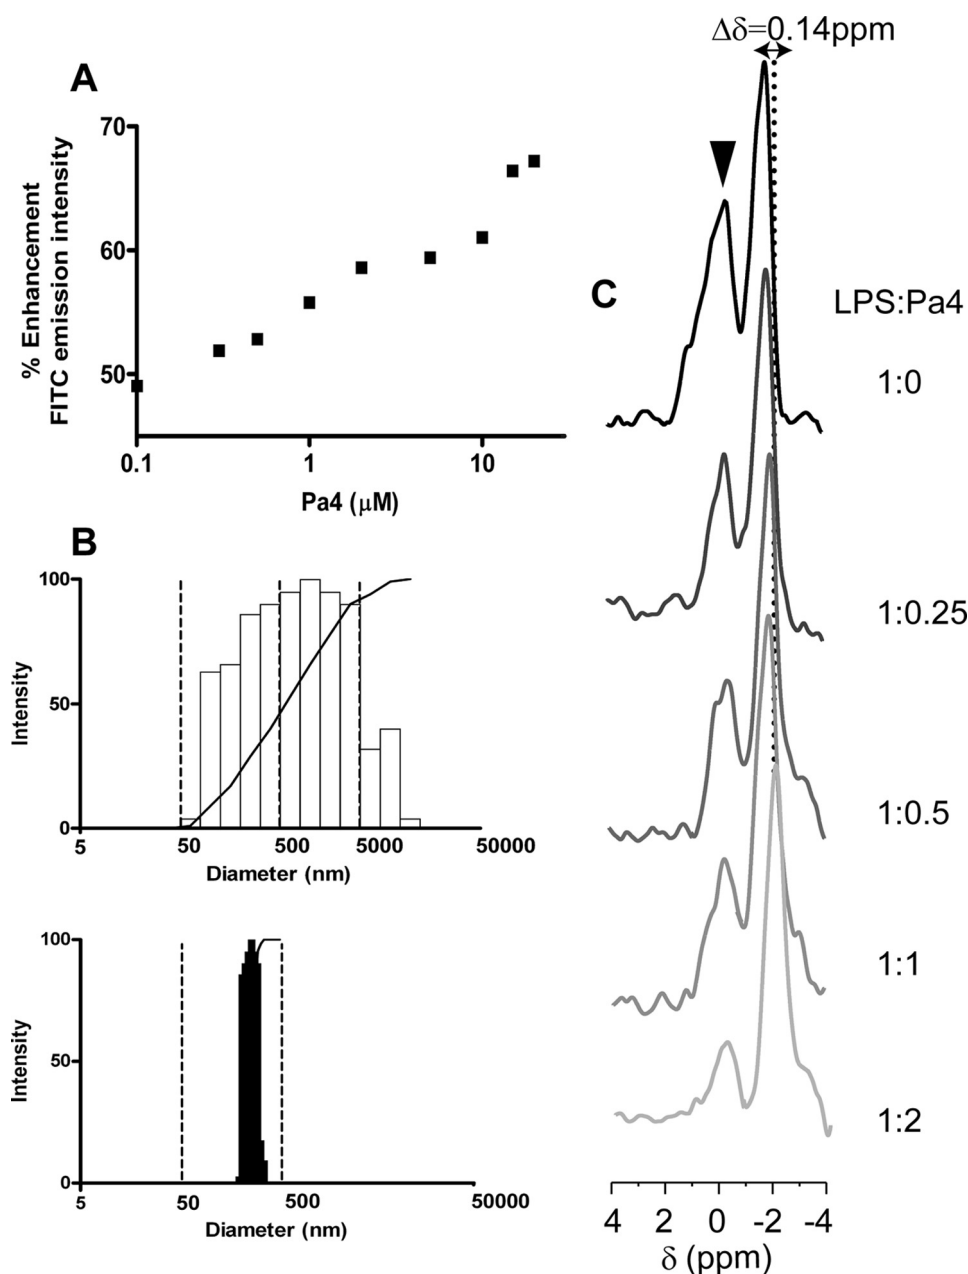 A
% Enhancement
FITC emission intensity
70
60
50
0.1
1
10
Pa4 (μM)
B
Intensity
100
50
0
5
50
500
5000
50000
Diameter (nm)
Intensity
100
50
0
5
50
500
50000
Diameter (nm)
C
Δδ=0.14ppm
LPS:Pa4
1:0
1:0.25
1:0.5
1:1
1:2
4
2
0
-2
-4
δ (ppm)